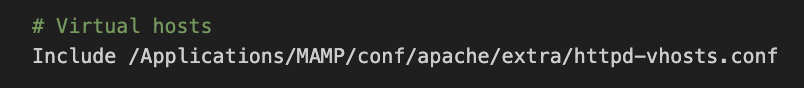 # Virtual hosts
Include /Applications/MAMP/conf/apache/extra/httpd-vhosts.conf